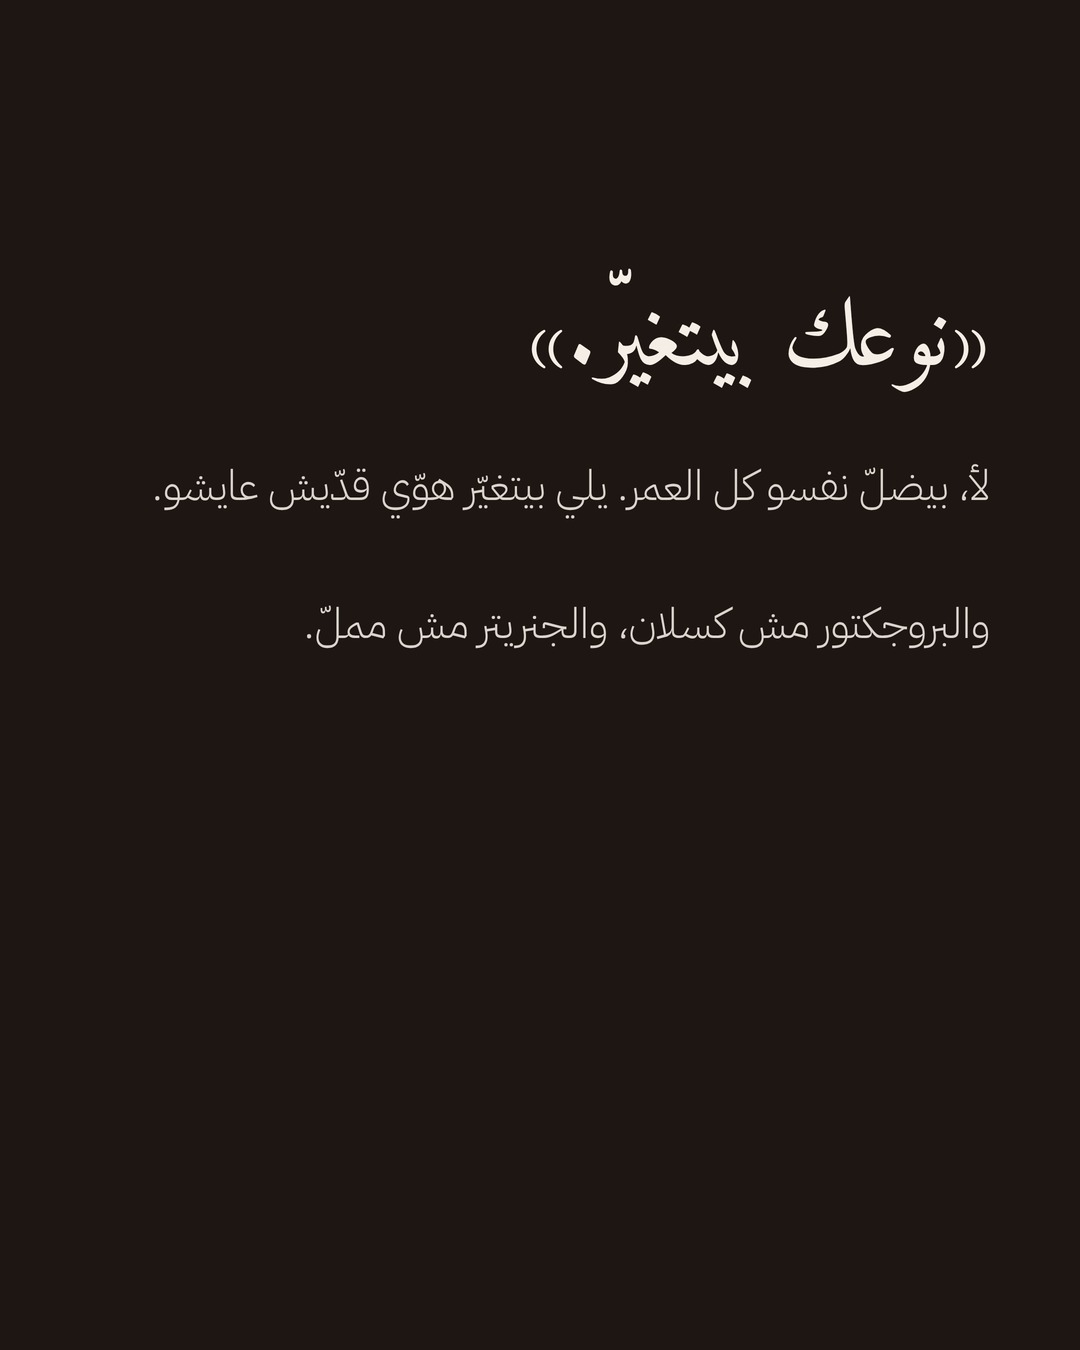 «نوعك بيتغيّر.»
لأ، بيضلّ نفسو كل العمر. يلي بيتغيّر هوّي قدّيش عايشو.
والبروجكتور مش كسلان، والجنريتر مش مملّ.